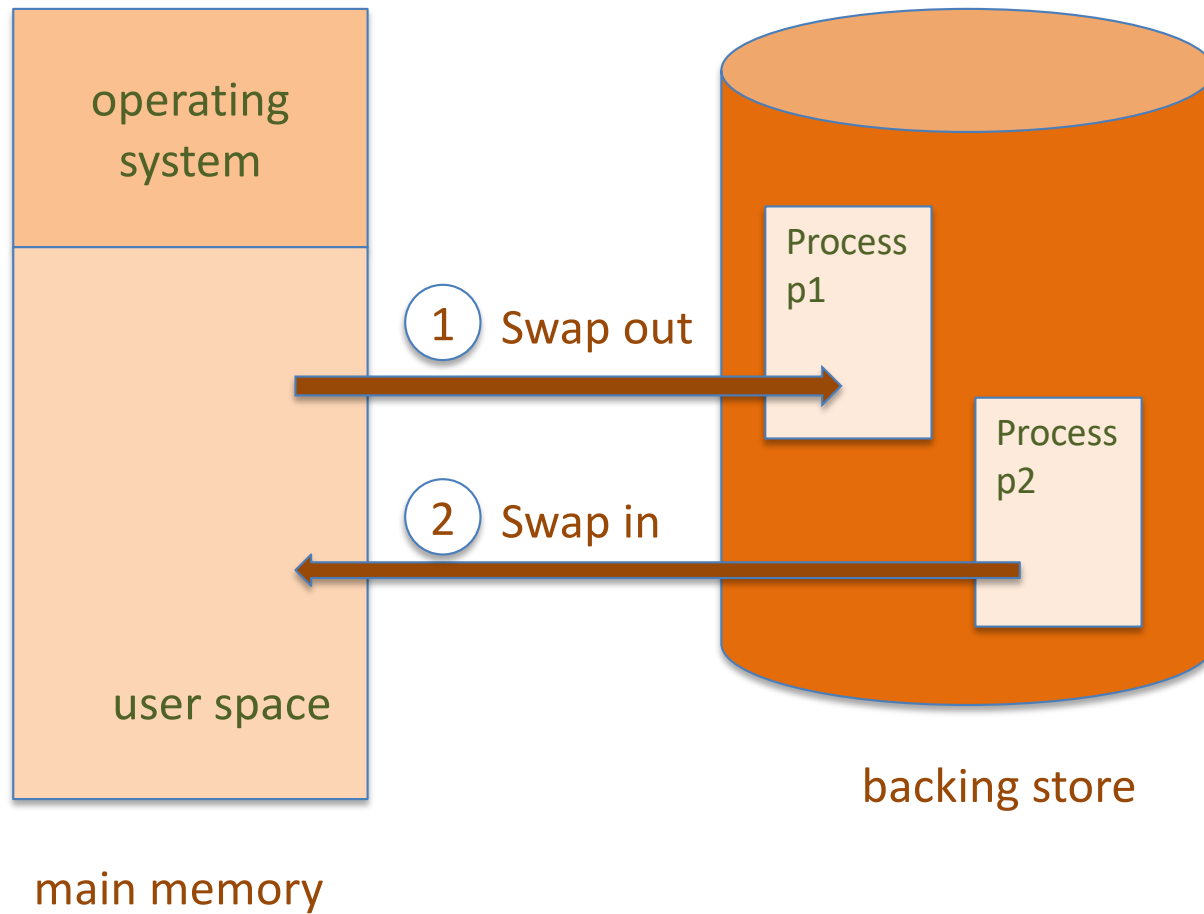 operating
system
Process
p1
1 Swap out
Process
p2
2 Swap in
user space
backing store
main memory